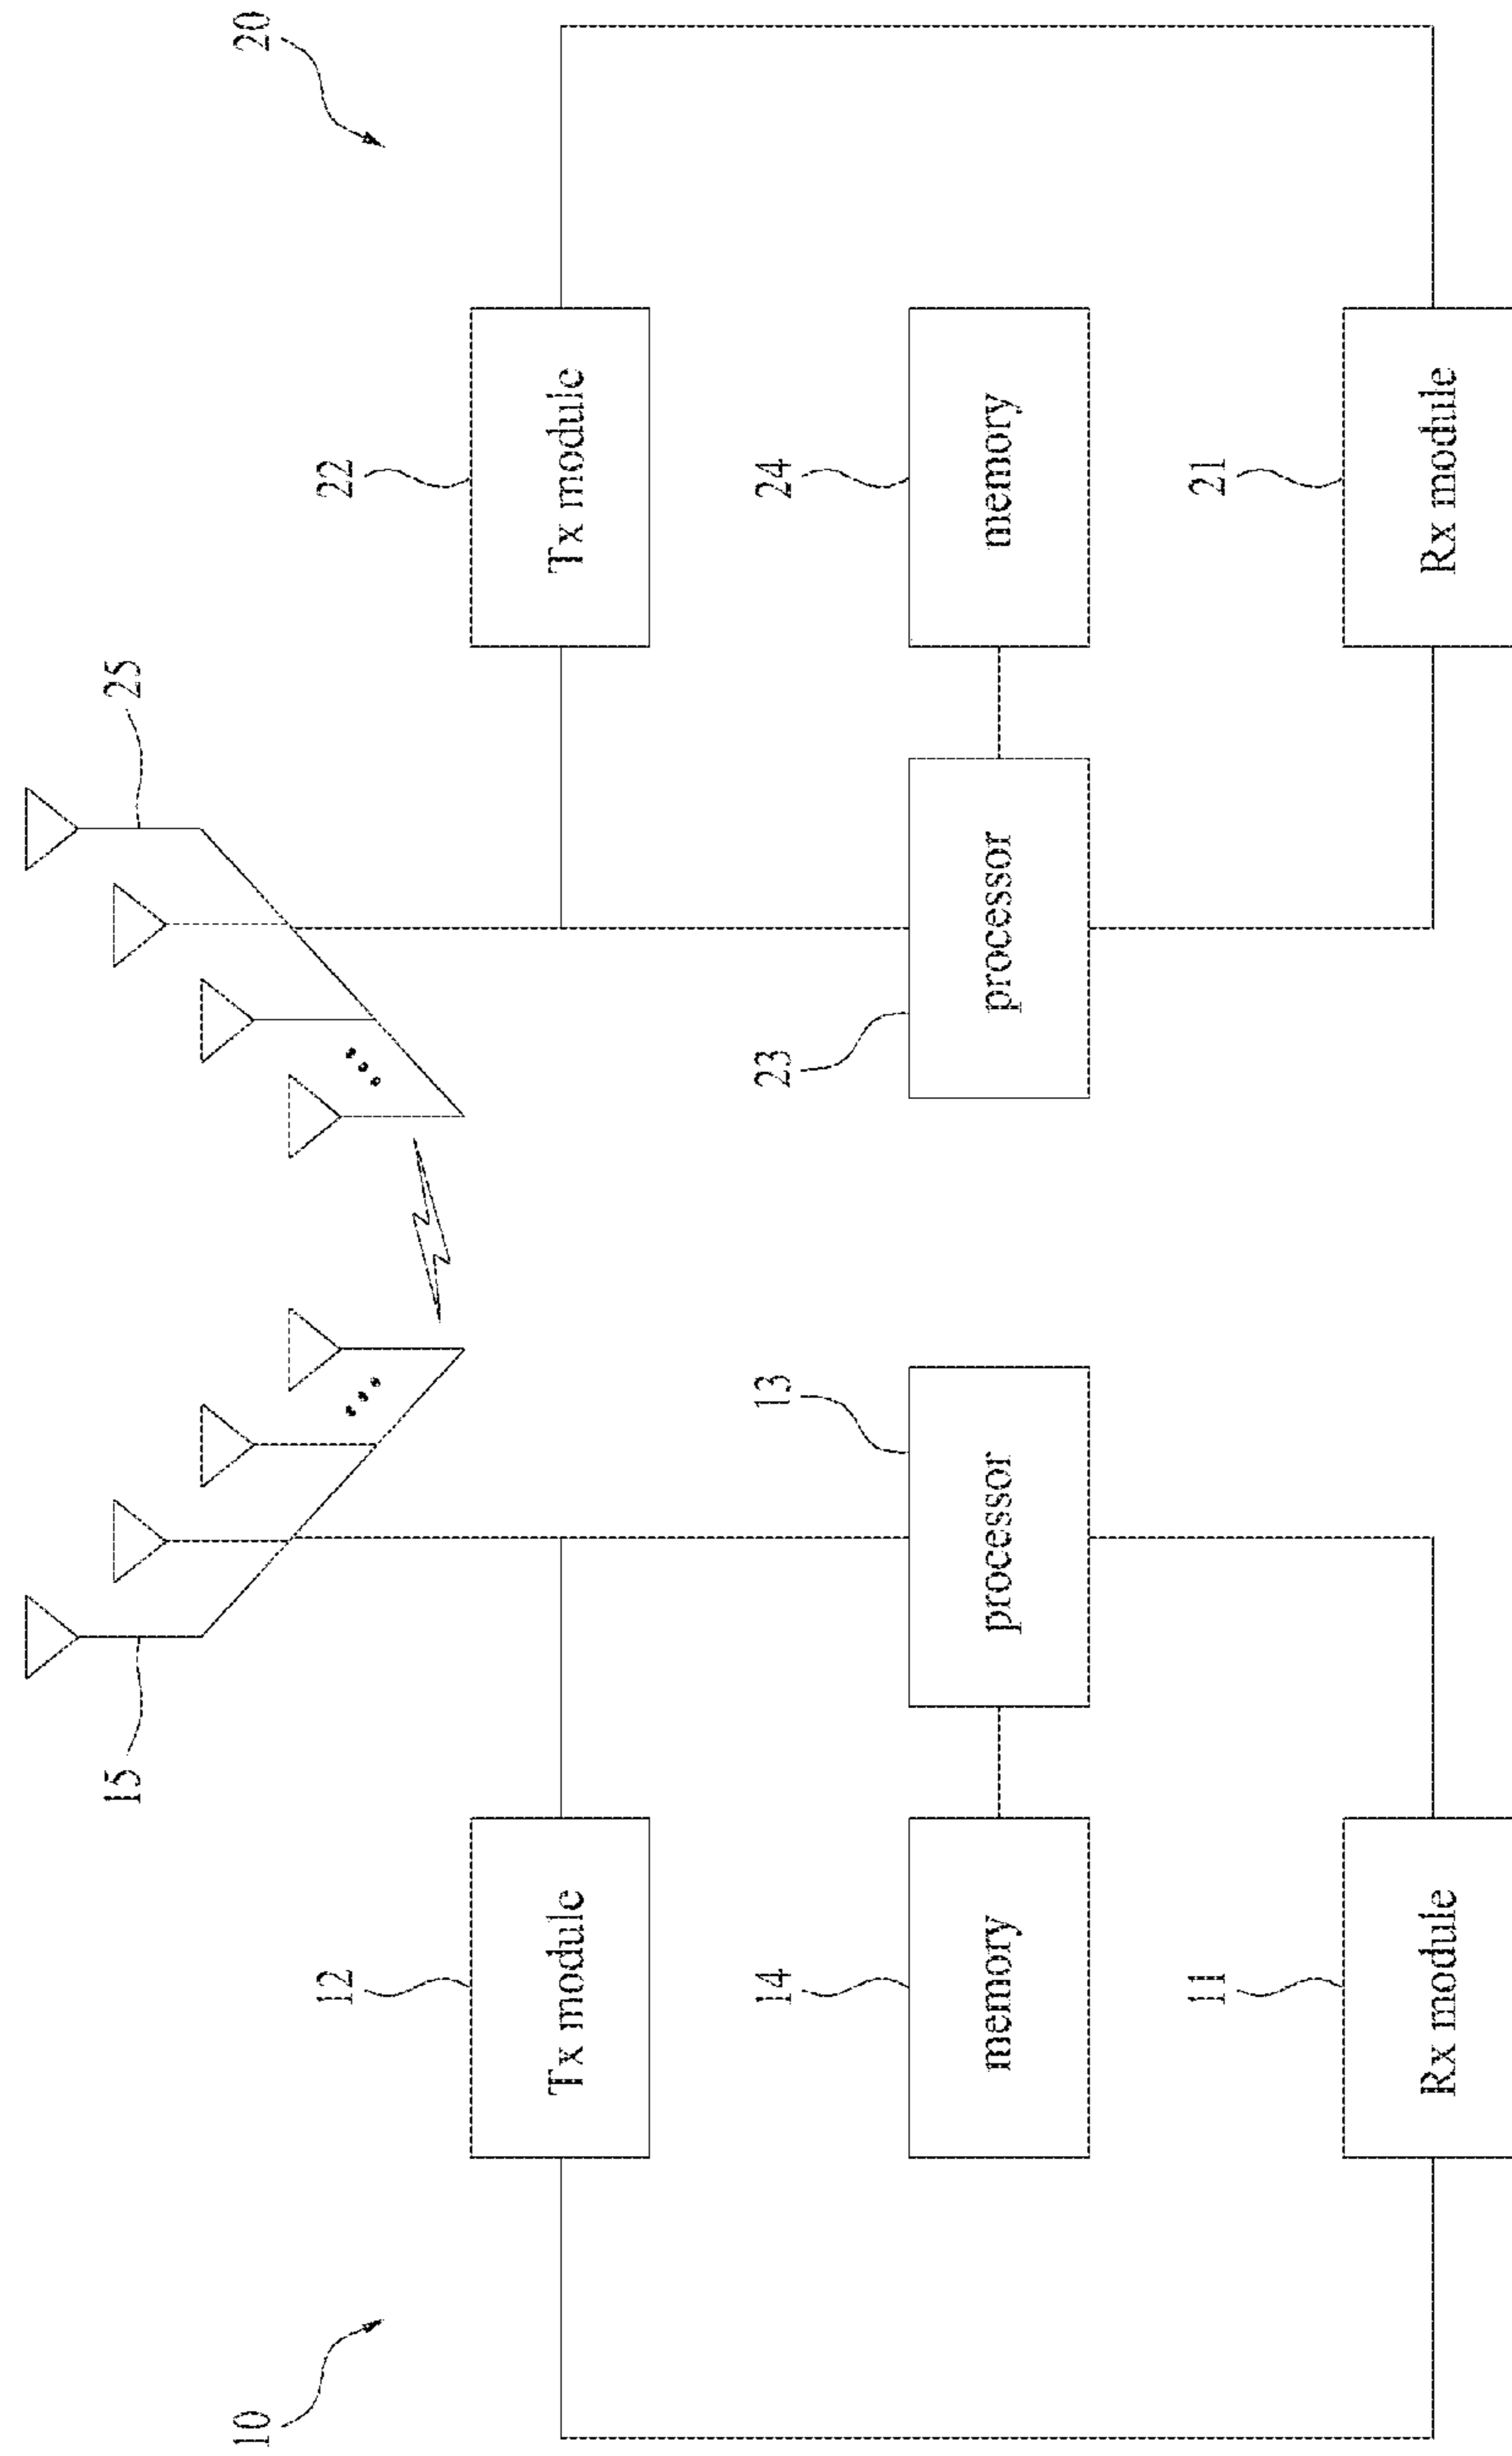 10
20
15
25
12
Tx module
22
Tx module
14
memory
13
processor
23
processor
24
memory
11
Rx module
21
Rx module